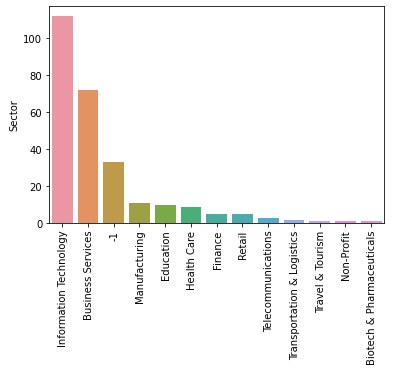 100
80
60
40
20
0
Sector
Information Technology
Business Services
-1
Manufacturing
Education
Health Care
Finance
Retail
Telecommunications
Transportation & Logistics
Travel & Tourism
Non-Profit
Biotech & Pharmaceuticals